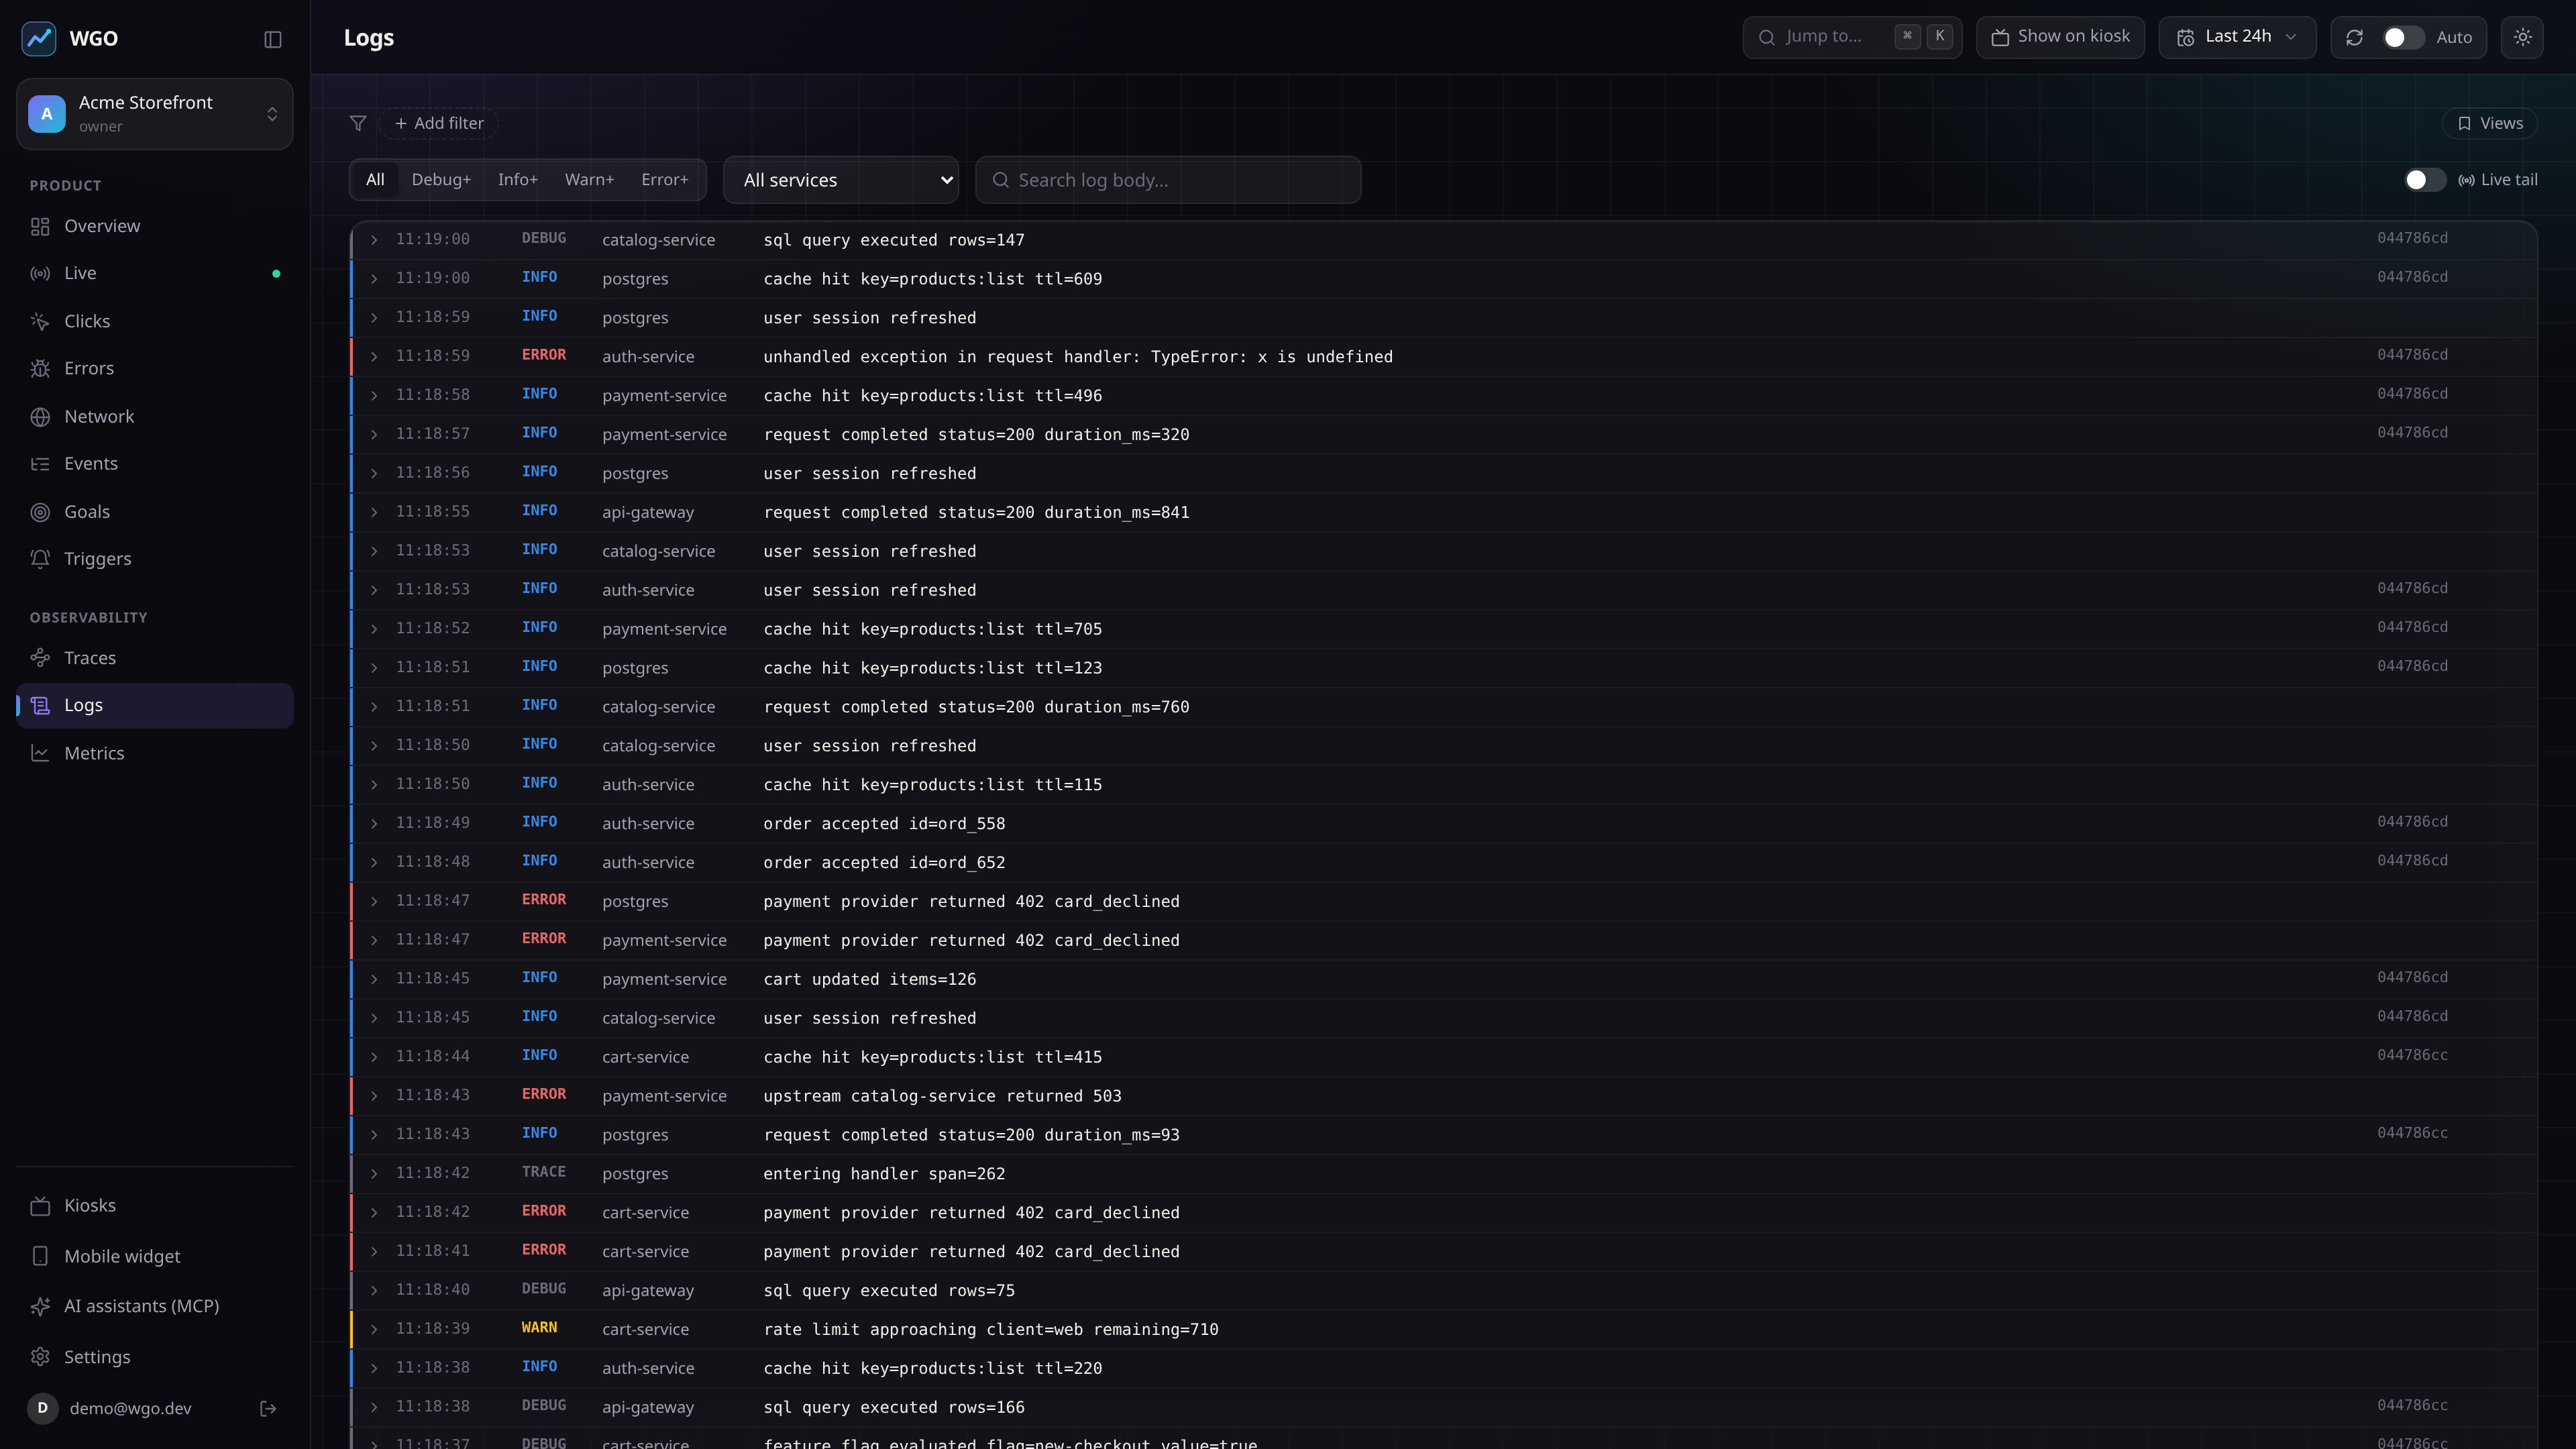 WGO
Acme Storefront
owner
A
PRODUCT
Overview
Live
Clicks
Errors
Network
Events
Goals
Triggers
OBSERVABILITY
Traces
Logs
Metrics
Kiosks
Mobile widget
AI assistants (MCP)
Settings
D demo@wgo.dev
Logs
Jump to... ⌘ K
Show on kiosk
Last 24h
Auto
+ Add filter
Views
All Debug+ Info+ Warn+ Error+
All services
Search log body...
Live tail
11:19:00 DEBUG catalog-service sql query executed rows=147 044786cd
11:19:00 INFO postgres cache hit key=products:list ttl=609 044786cd
11:18:59 INFO postgres user session refreshed
11:18:59 ERROR auth-service unhandled exception in request handler: TypeError: x is undefined 044786cd
11:18:58 INFO payment-service cache hit key=products:list ttl=496 044786cd
11:18:57 INFO payment-service request completed status=200 duration_ms=320 044786cd
11:18:56 INFO postgres user session refreshed
11:18:55 INFO api-gateway request completed status=200 duration_ms=841
11:18:53 INFO catalog-service user session refreshed
11:18:53 INFO auth-service user session refreshed 044786cd
11:18:52 INFO payment-service cache hit key=products:list ttl=705 044786cd
11:18:51 INFO postgres cache hit key=products:list ttl=123 044786cd
11:18:51 INFO catalog-service request completed status=200 duration_ms=760
11:18:50 INFO catalog-service user session refreshed
11:18:50 INFO auth-service cache hit key=products:list ttl=115
11:18:49 INFO auth-service order accepted id=ord_558 044786cd
11:18:48 INFO auth-service order accepted id=ord_652 044786cd
11:18:47 ERROR postgres payment provider returned 402 card_declined
11:18:47 ERROR payment-service payment provider returned 402 card_declined
11:18:45 INFO payment-service cart updated items=126 044786cd
11:18:45 INFO catalog-service user session refreshed 044786cd
11:18:44 INFO cart-service cache hit key=products:list ttl=415 044786cc
11:18:43 ERROR payment-service upstream catalog-service returned 503
11:18:43 INFO postgres request completed status=200 duration_ms=93 044786cc
11:18:42 TRACE postgres entering handler span=262
11:18:42 ERROR cart-service payment provider returned 402 card_declined
11:18:41 ERROR cart-service payment provider returned 402 card_declined
11:18:40 DEBUG api-gateway sql query executed rows=75
11:18:39 WARN cart-service rate limit approaching client=web remaining=710
11:18:38 INFO auth-service cache hit key=products:list ttl=220
11:18:38 DEBUG api-gateway sql query executed rows=166 044786cc
11:18:37 DEBUG cart-service feature flag evaluated flag=new-checkout value=true 044786cc